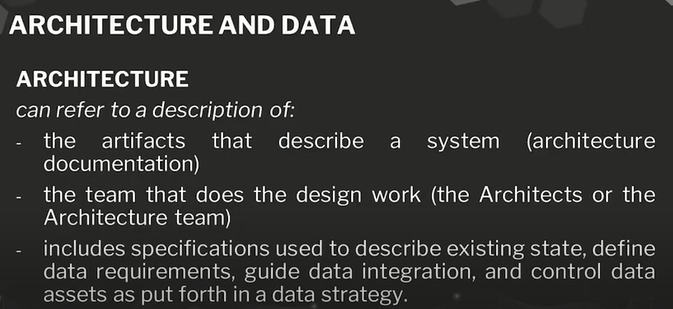 ARCHITECTURE AND DATA
ARCHITECTURE
can refer to a description of:
- the artifacts that describe a system (architecture
documentation)
- the team that does the design work (the Architects or the
Architecture team)
- includes specifications used to describe existing state, define
data requirements, guide data integration, and control data
assets as put forth in a data strategy.